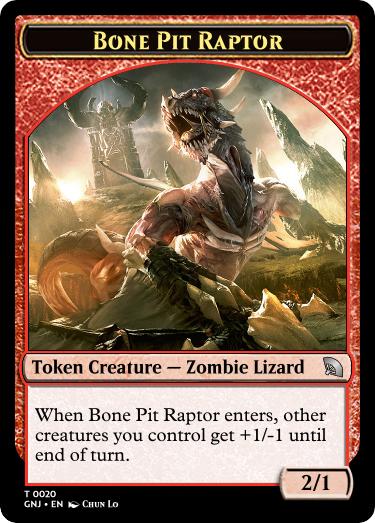 Bone Pit Raptor
Token Creature — Zombie Lizard
When Bone Pit Raptor enters, other
creatures you control get +1/-1 until
end of turn.
2/1
T 0020
GNJ • EN Chun Lo